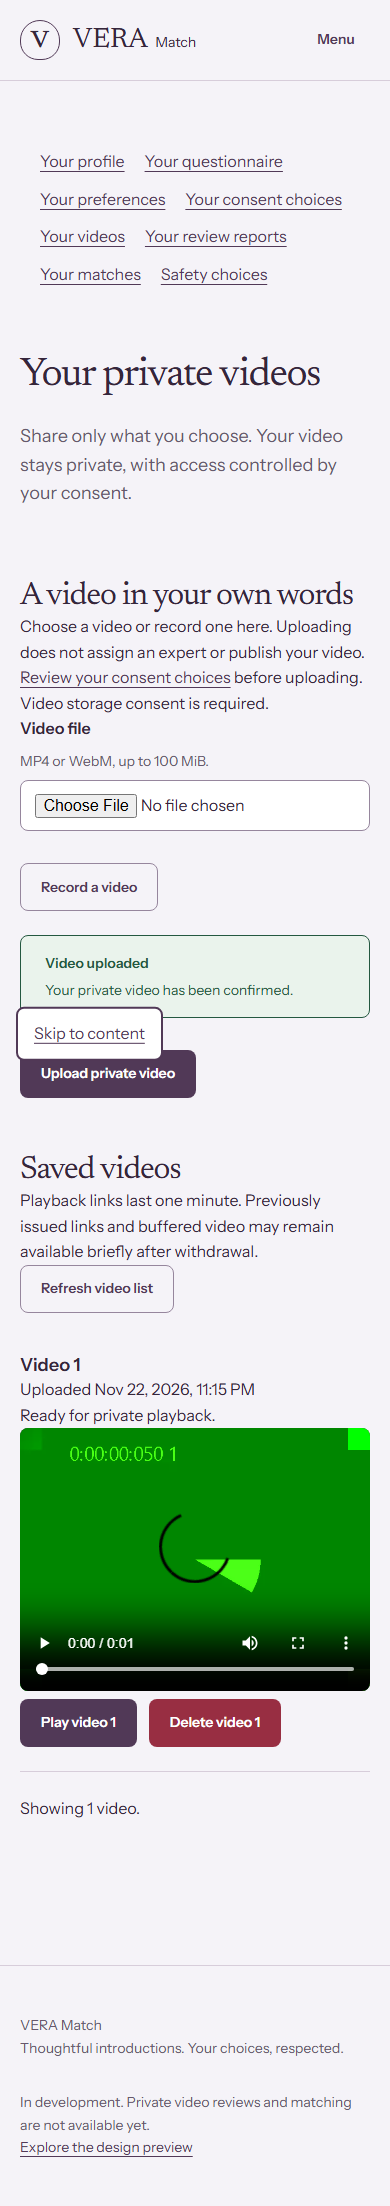 V VERA Match Menu
Your profile Your questionnaire
Your preferences Your consent choices
Your videos Your review reports
Your matches Safety choices
Your private videos
Share only what you choose. Your video
stays private, with access controlled by
your consent.
A video in your own words
Choose a video or record one here. Uploading
does not assign an expert or publish your video.
Review your consent choices before uploading.
Video storage consent is required.
Video file
MP4 or WebM, up to 100 MiB.
Choose File No file chosen
Record a video
Video uploaded
Your private video has been confirmed.
Skip to content
Upload private video
Saved videos
Playback links last one minute. Previously
issued links and buffered video may remain
available briefly after withdrawal.
Refresh video list
Video 1
Uploaded Nov 22, 2026, 11:15 PM
Ready for private playback.
0:00:00:050 1
0:00 / 0:01
Play video 1 Delete video 1
Showing 1 video.
VERA Match
Thoughtful introductions. Your choices, respected.
In development. Private video reviews and matching
are not available yet.
Explore the design preview